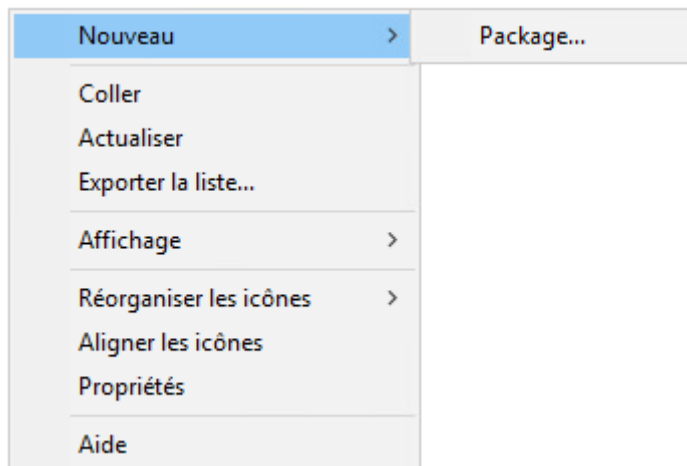 Nouveau
Package...
Coller
Actualiser
Exporter la liste...
Affichage
Réorganiser les icônes
Aligner les icônes
Propriétés
Aide